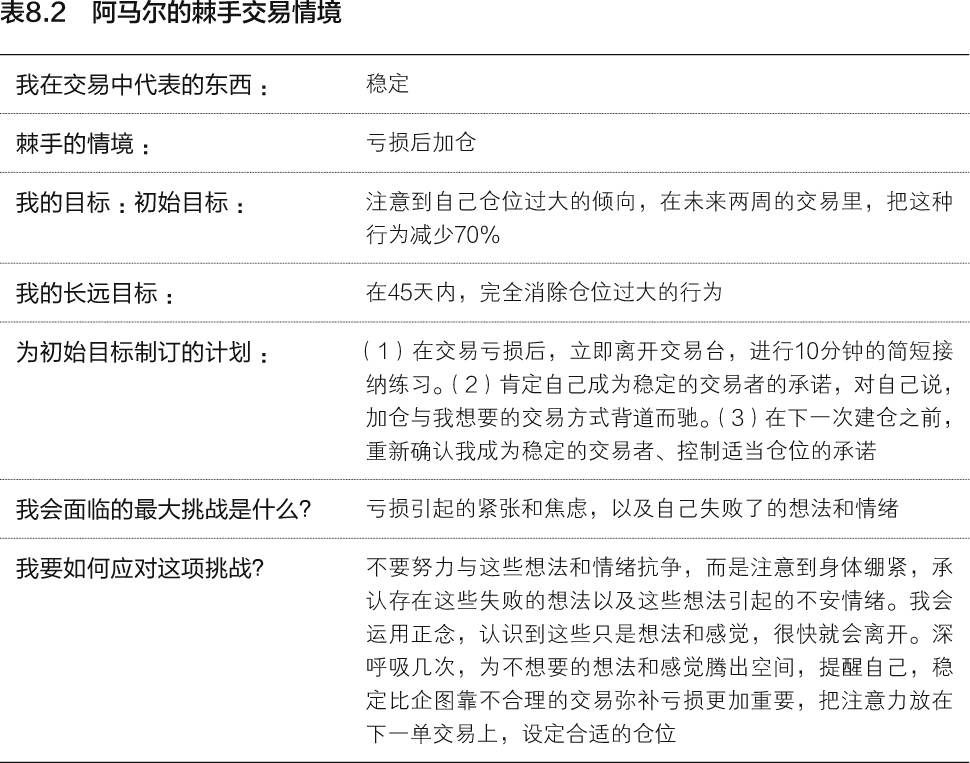 表8.2 阿马尔的棘手交易情境
我在交易中代表的东西：
稳定
棘手的情境：
亏损后加仓
我的目标：初始目标：
注意到自己仓位过大的倾向，在未来两周的交易里，把这种
行为减少70%
我的长远目标：
在45天内，完全消除仓位过大的行为
为初始目标制订的计划：
（1）在交易亏损后，立即离开交易台，进行10分钟的简短接
纳练习。（2）肯定自己成为稳定的交易者的承诺，对自己说，
加仓与我想要的交易方式背道而驰。（3）在下一次建仓之前，
重新确认我成为稳定的交易者、控制适当仓位的承诺
我会面临的最大挑战是什么？
亏损引起的紧张和焦虑，以及自己失败了的想法和情绪
我要如何应对这项挑战？
不要努力与这些想法和情绪抗争，而是注意到身体绷紧，承
认存在这些失败的想法以及这些想法引起的不安情绪。我会
运用正念，认识到这些只是想法和感觉，很快就会离开。深
呼吸几次，为不想要的想法和感觉腾出空间，提醒自己，稳
定比企图靠不合理的交易弥补亏损更加重要，把注意力放在
下一单交易上，设定合适的仓位